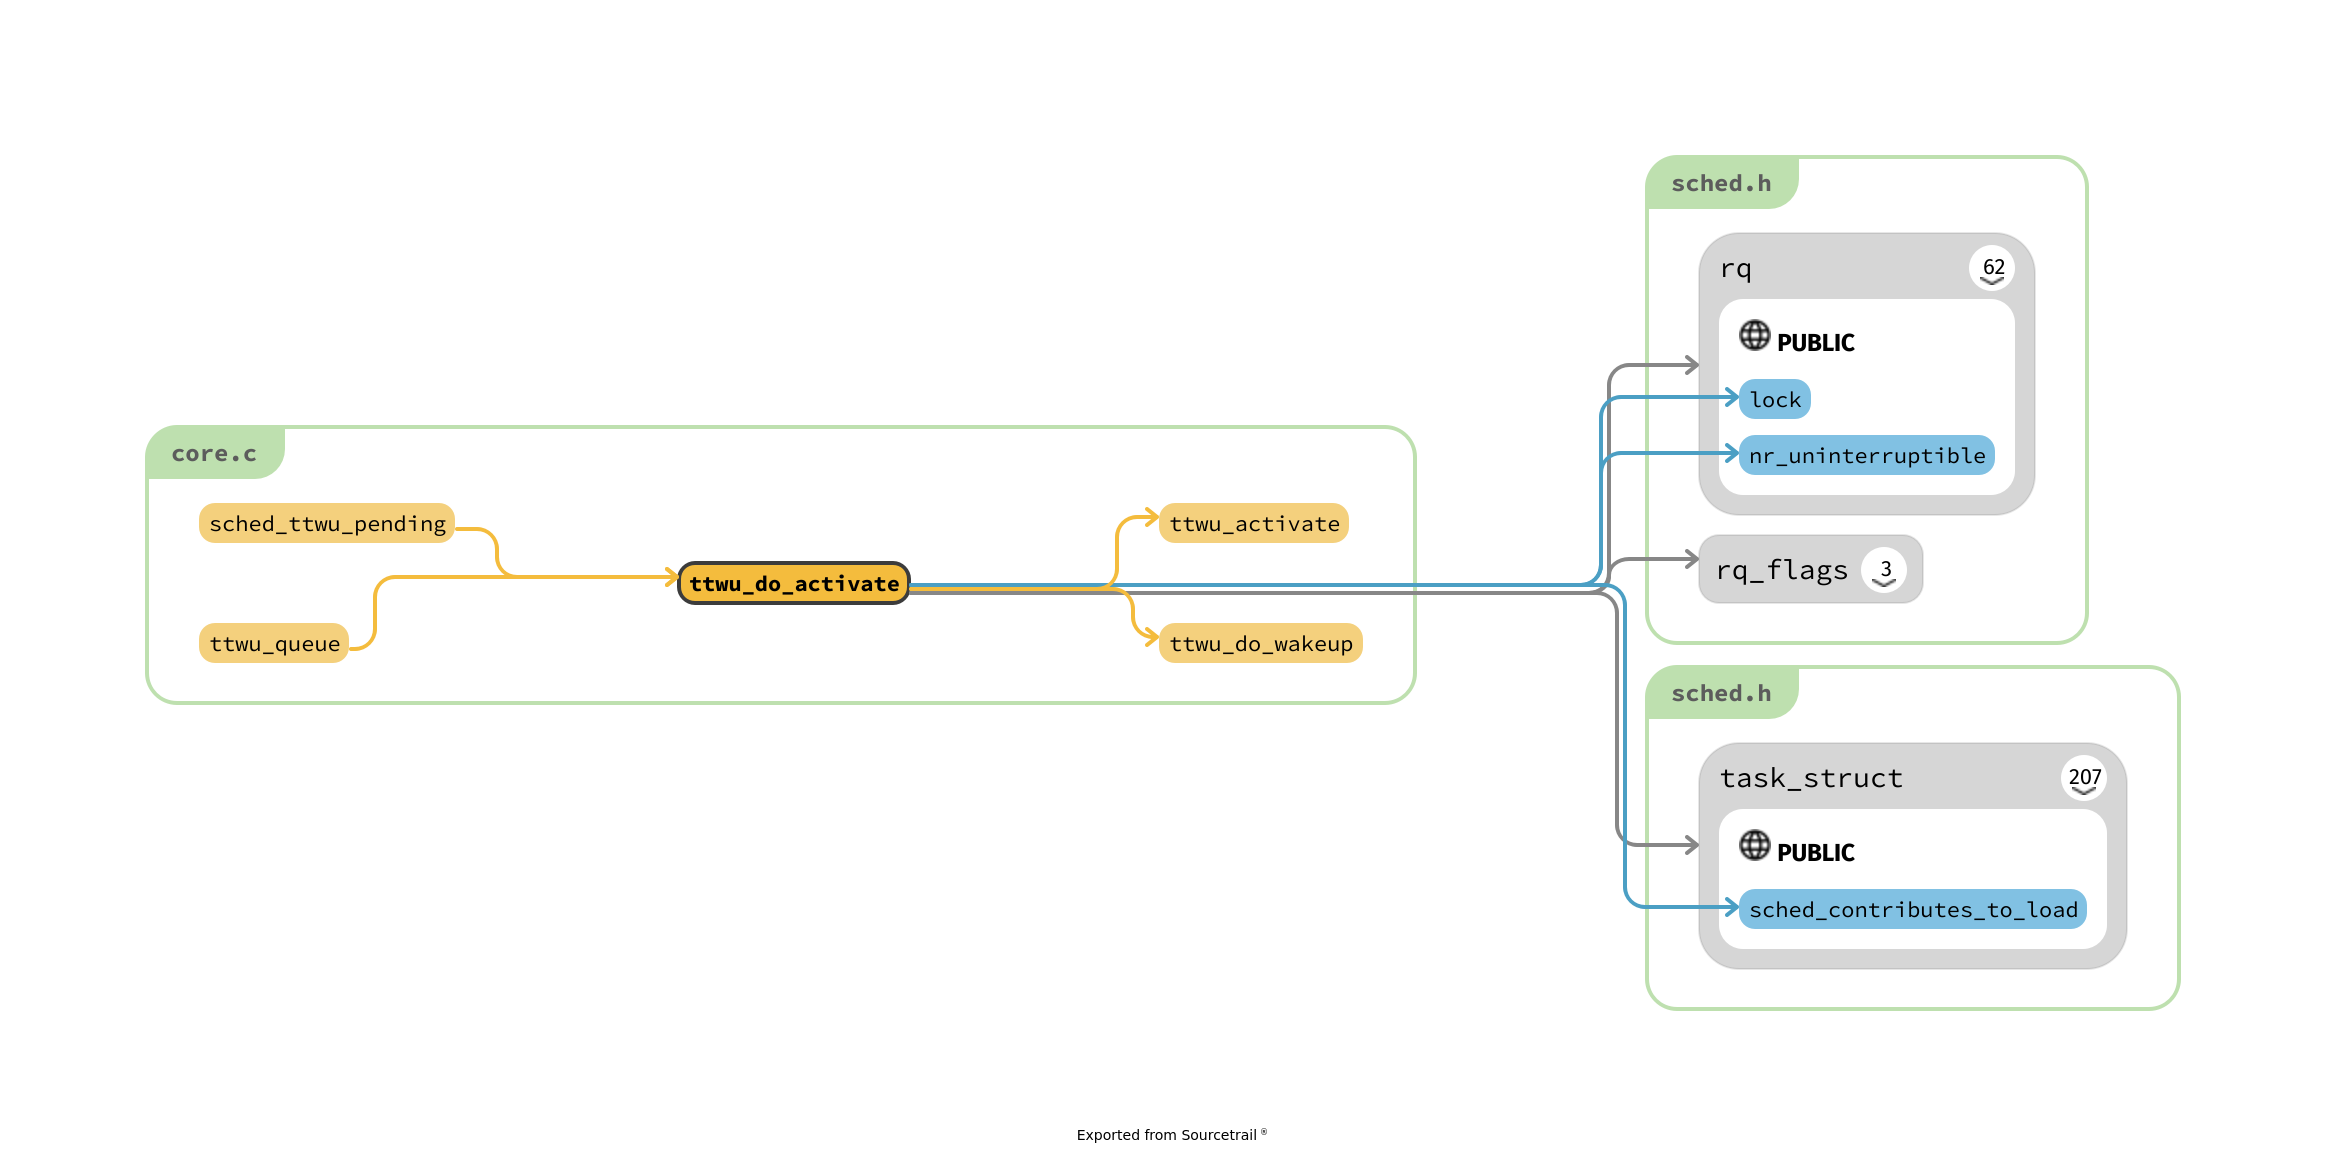 core.c
sched_ttwu_pending
ttwu_queue
ttwu_do_activate
ttwu_activate
ttwu_do_wakeup
sched.h
rq
62
PUBLIC
lock
nr_uninterruptible
rq_flags
3
sched.h
task_struct
207
PUBLIC
sched_contributes_to_load
Exported from Sourcetrail ®